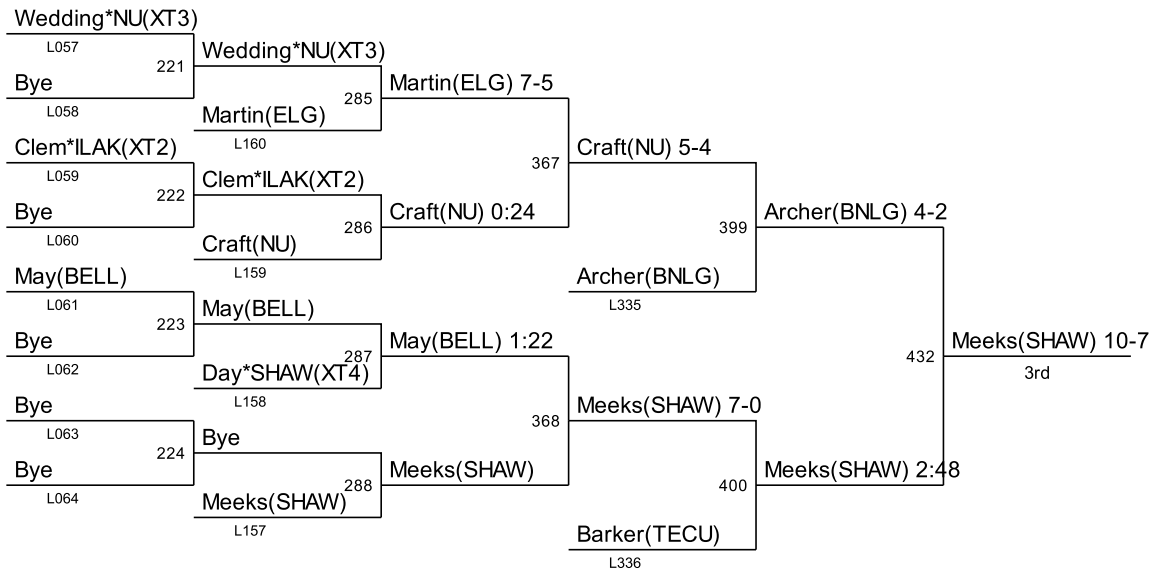 Wedding*NU(XT3)
L057
221
Bye
L058
Clem*ILAK(XT2)
L059
222
Bye
L060
May(BELL)
L061
223
Bye
L062
Bye
L063
224
Bye
L064
Wedding*NU(XT3)
285
Martin(ELG)
L160
Clem*ILAK(XT2)
286
Craft(NU)
L159
May(BELL)
287
Day*SHAW(XT4)
L158
Bye
288
Meeks(SHAW)
L157
Martin(ELG) 7-5
367
Craft(NU) 0:24
May(BELL) 1:22
368
Meeks(SHAW)
Craft(NU) 5-4
399
Archer(BNLG)
L335
Meeks(SHAW) 7-0
400
Barker(TECU)
L336
Archer(BNLG) 4-2
432
Meeks(SHAW) 2:48
Meeks(SHAW) 10-7
3rd